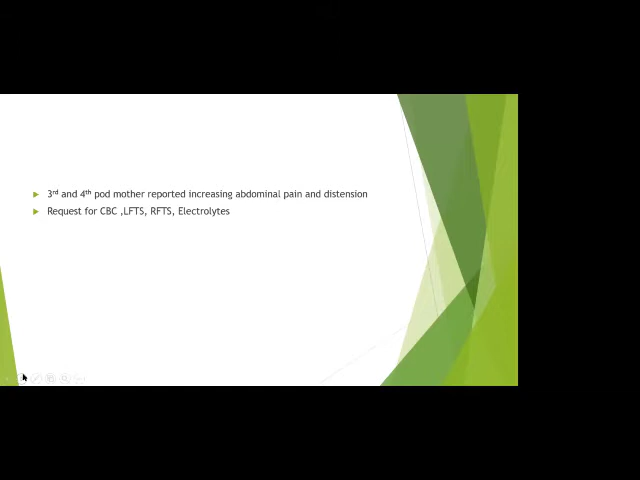 3rd and 4th pod mother reported increasing abdominal pain and distension
Request for CBC ,LFTS, RFTS, Electrolytes